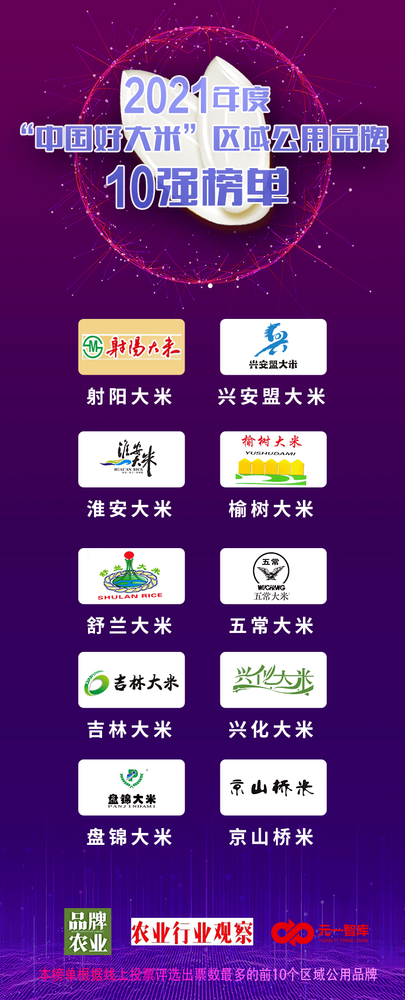 2021年度
“中国好大米”区域公用品牌
10强榜单
射陽大米
兴安盟大米
射阳大米
兴安盟大米
淮安大米
HUAI'AN RICE
榆树大米
YUSHUDAMI
淮安大米
榆树大米
舒兰大米
SHULAN RICE
五常
WUCHANG
五常大米
舒兰大米
五常大米
吉林大米
兴化大米
吉林大米
兴化大米
盘锦大米
PANJINDAMI
京山桥米
盘锦大米
京山桥米
品牌
农业
农业行业观察
元一智库
YUAN YI THINK-TANK
本榜单根据线上投票评选出票数最多的前10个区域公用品牌